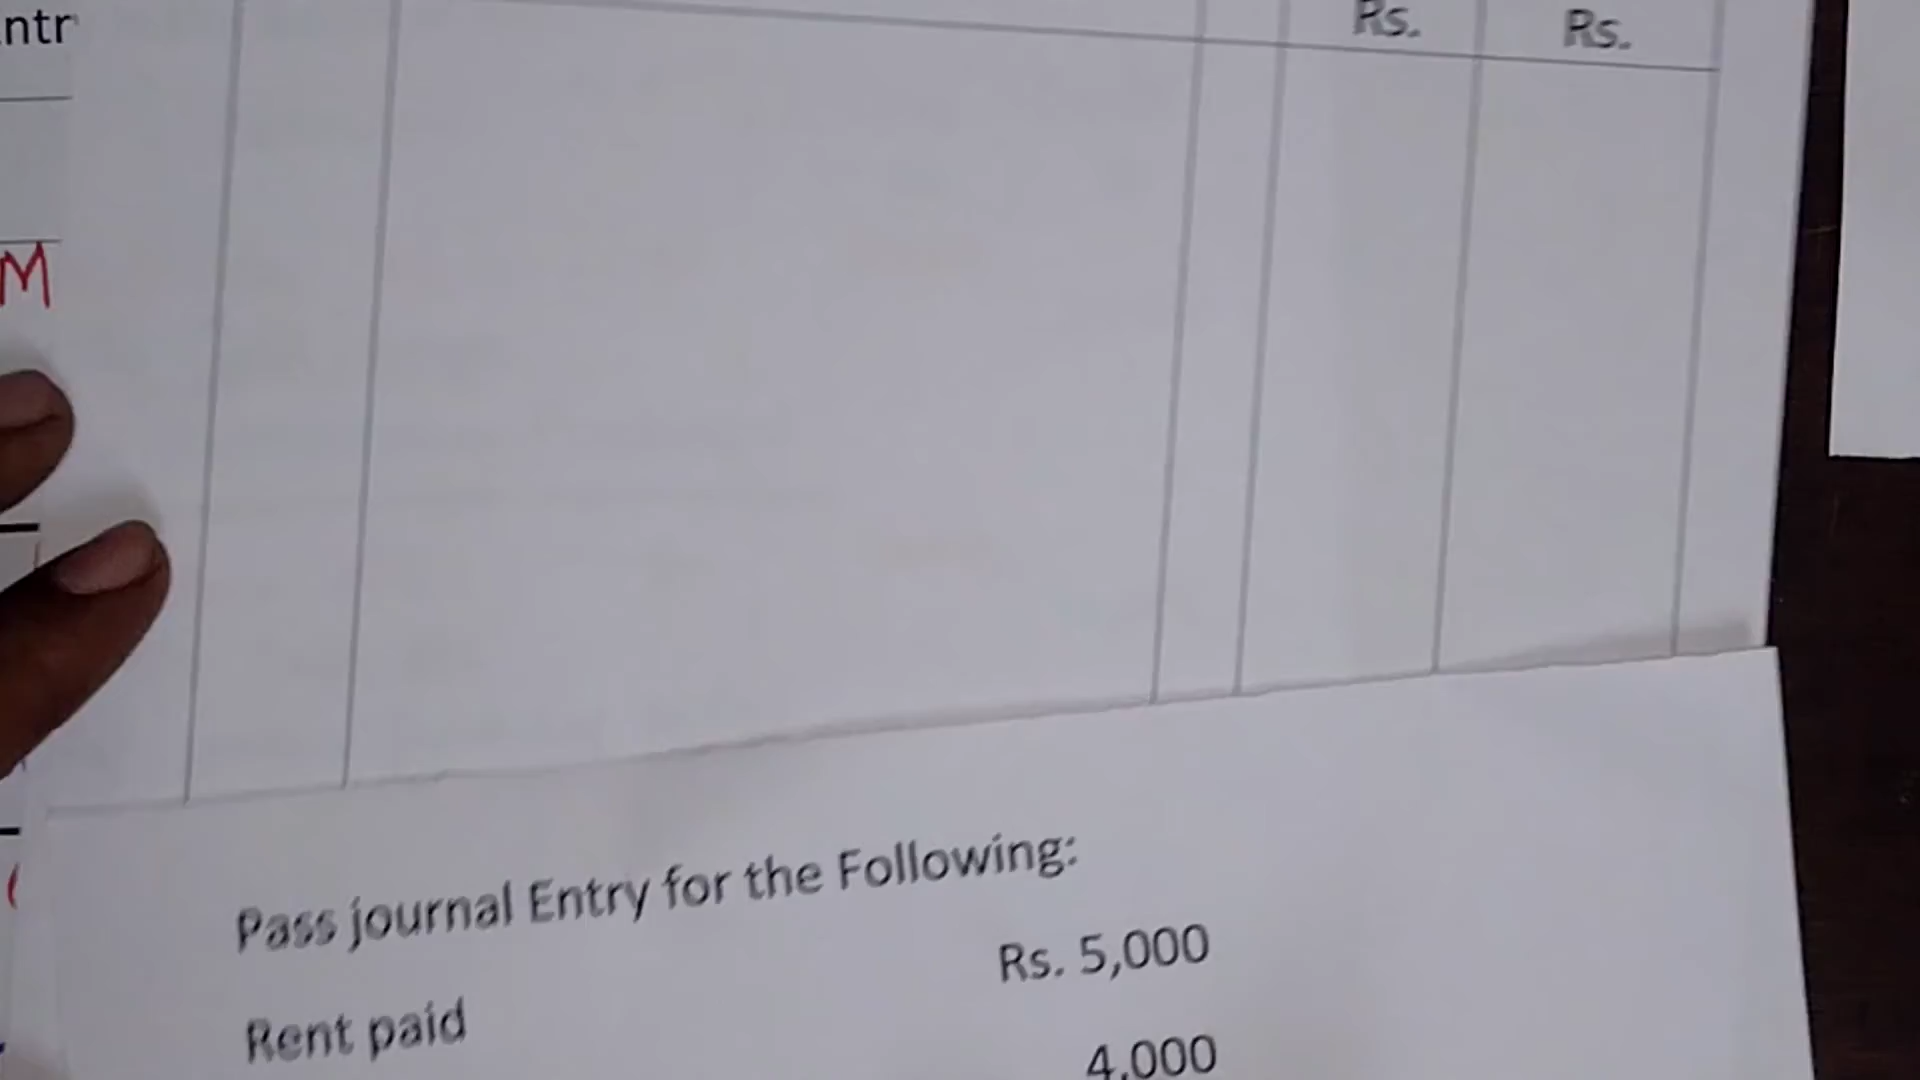 ntr
Rs. Rs.
M
Pass journal Entry for the Following:
Rent paid Rs. 5,000
4,000